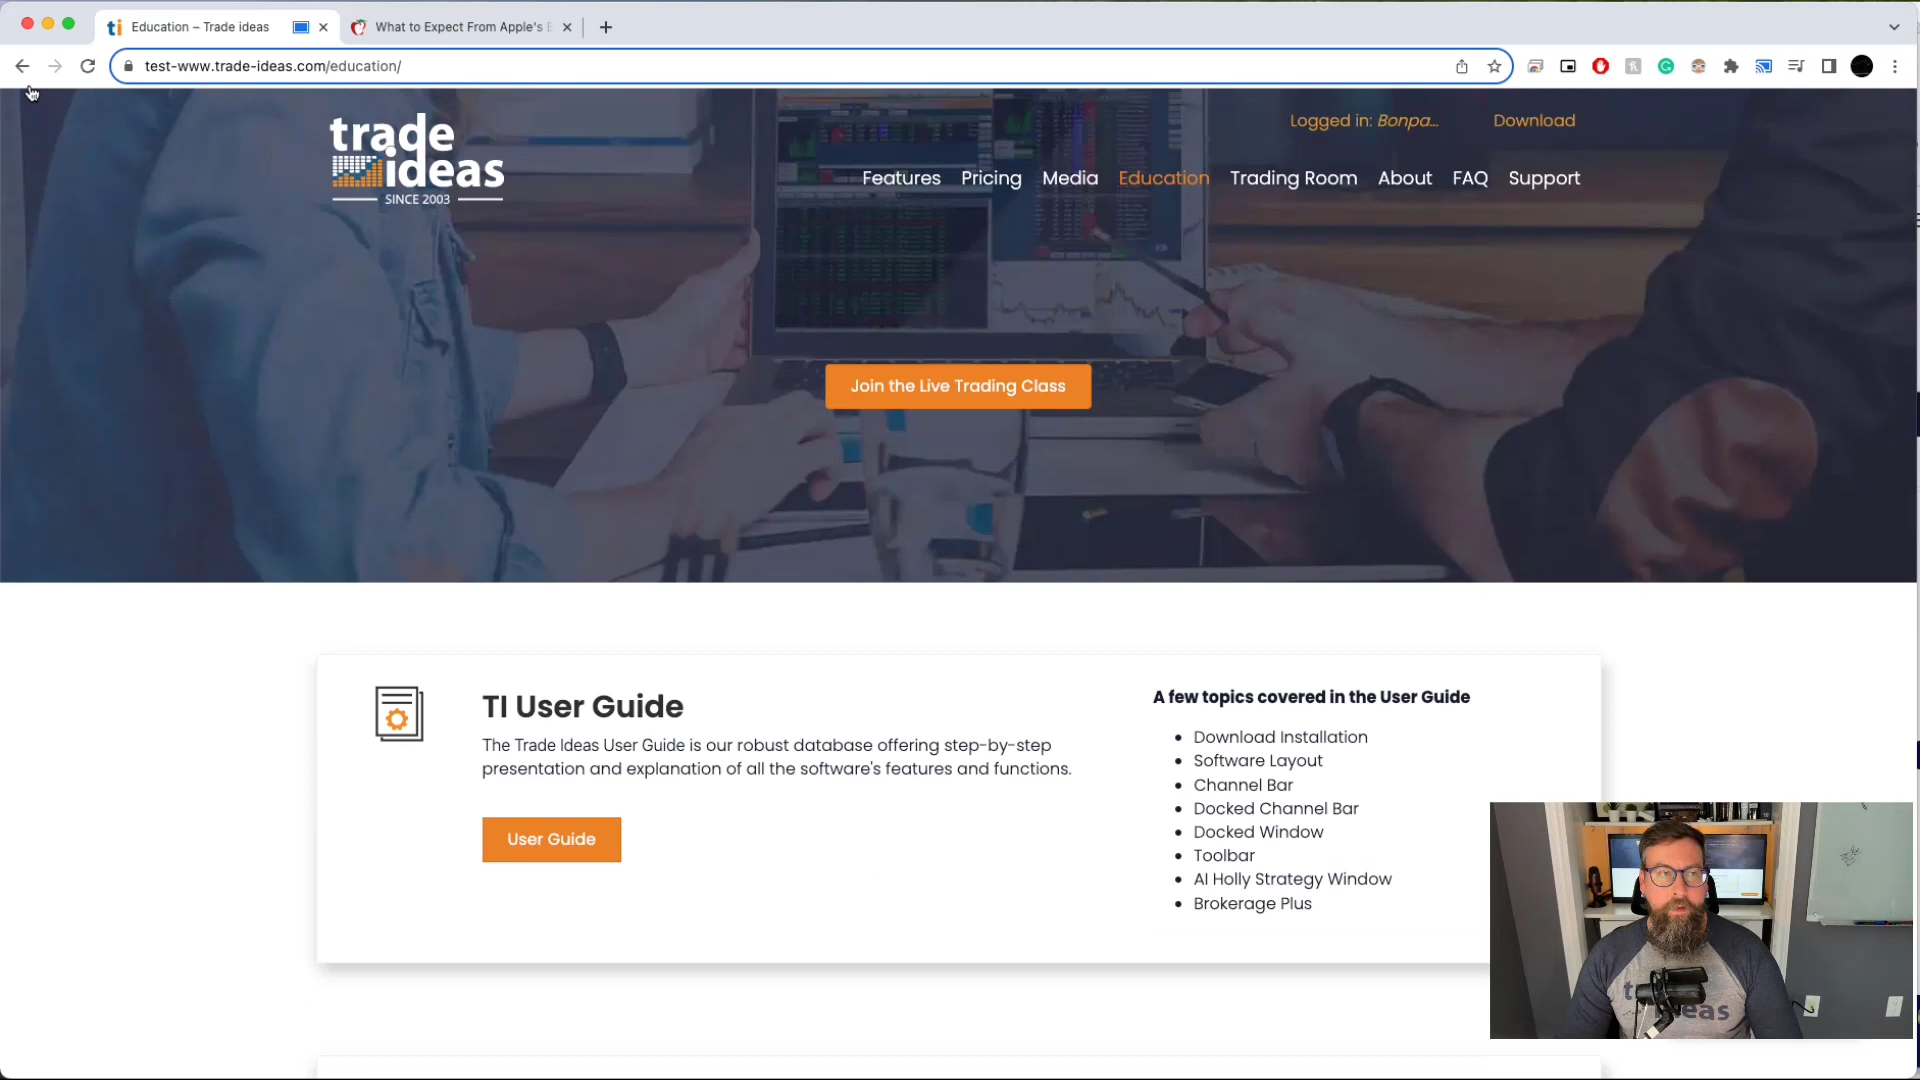 Education – Trade ideas
What to Expect From Apple's E
test-www.trade-ideas.com/education/
trade
ideas
SINCE 2003
Logged in: Bonpa...
Download
Features
Pricing
Media
Education
Trading Room
About
FAQ
Support
Join the Live Trading Class
TI User Guide
The Trade Ideas User Guide is our robust database offering step-by-step
presentation and explanation of all the software's features and functions.
User Guide
A few topics covered in the User Guide
Download Installation
Software Layout
Channel Bar
Docked Channel Bar
Docked Window
Toolbar
AI Holly Strategy Window
Brokerage Plus